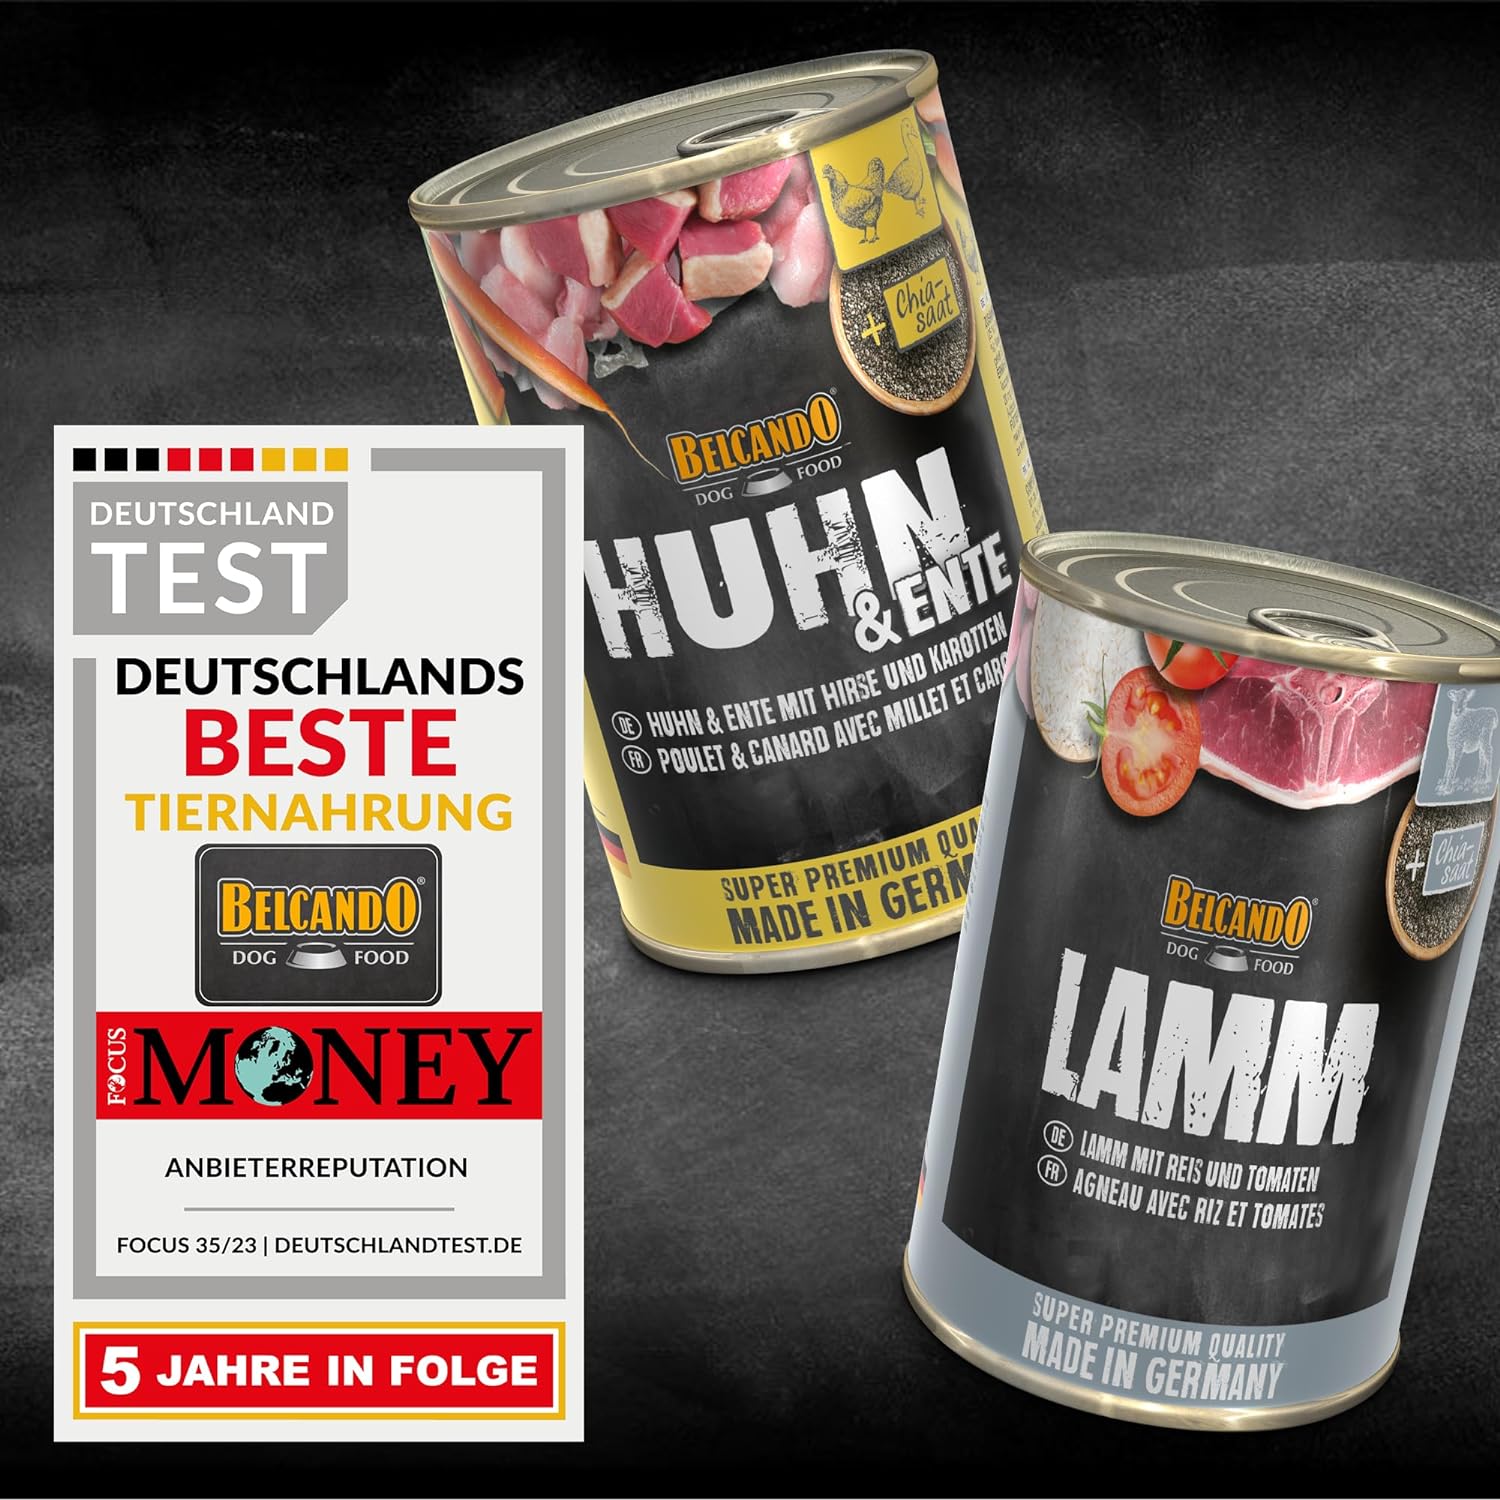 + Chia-
saat
BELCANDO®
DOG FOOD
HUHN
& ENTE
DE HUHN & ENTE MIT HIRSE UND KAROTTEN
FR POULET & CANARD AVEC MILLET ET
SUPER PREMIUM
MADE IN
DEUTSCHLAND
TEST
DEUTSCHLANDS
BESTE
TIERNAHRUNG
BELCANDO®
DOG FOOD
FOCUS MONEY
ANBIETERREPUTATION
FOCUS 35/23 | DEUTSCHLANDTEST.DE
5 JAHRE IN FOLGE
+ Chia-
saat
BELCANDO®
DOG FOOD
LAMM
DE LAMM MIT REIS UND TOMATEN
FR AGNEAU AVEC RIZ ET TOMATES
SUPER PREMIUM QUALITY
MADE IN GERMANY